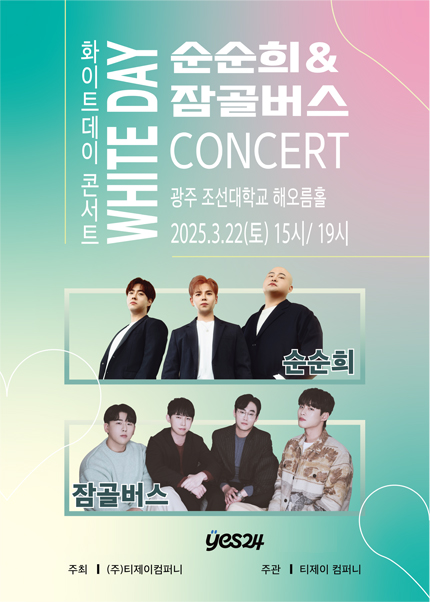 화이트데이 콘서트
WHITE DAY
순순희&
잠골버스
CONCERT
광주 조선대학교 해오름홀
2025.3.22(토) 15시/ 19시
순순희
잠골버스
yes24
주최 ㅣ (주)티제이컴퍼니
주관 ㅣ 티제이 컴퍼니